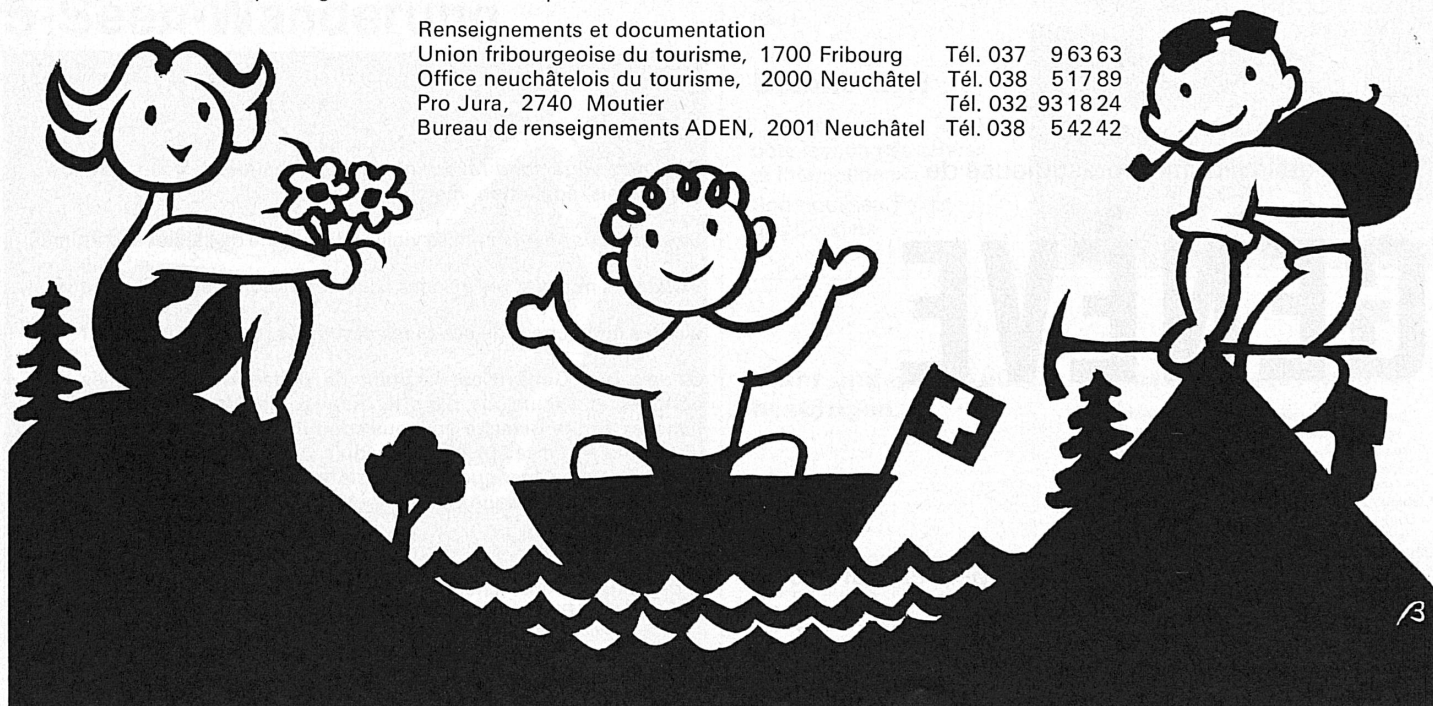 Renseignements et documentation
Union fribourgeoise du tourisme, 1700 Fribourg Tél. 037 9 63 63
Office neuchâtelois du tourisme, 2000 Neuchâtel Tél. 038 5 17 89
Pro Jura, 2740 Moutier Tél. 032 93 18 24
Bureau de renseignements ADEN, 2001 Neuchâtel Tél. 038 5 42 42